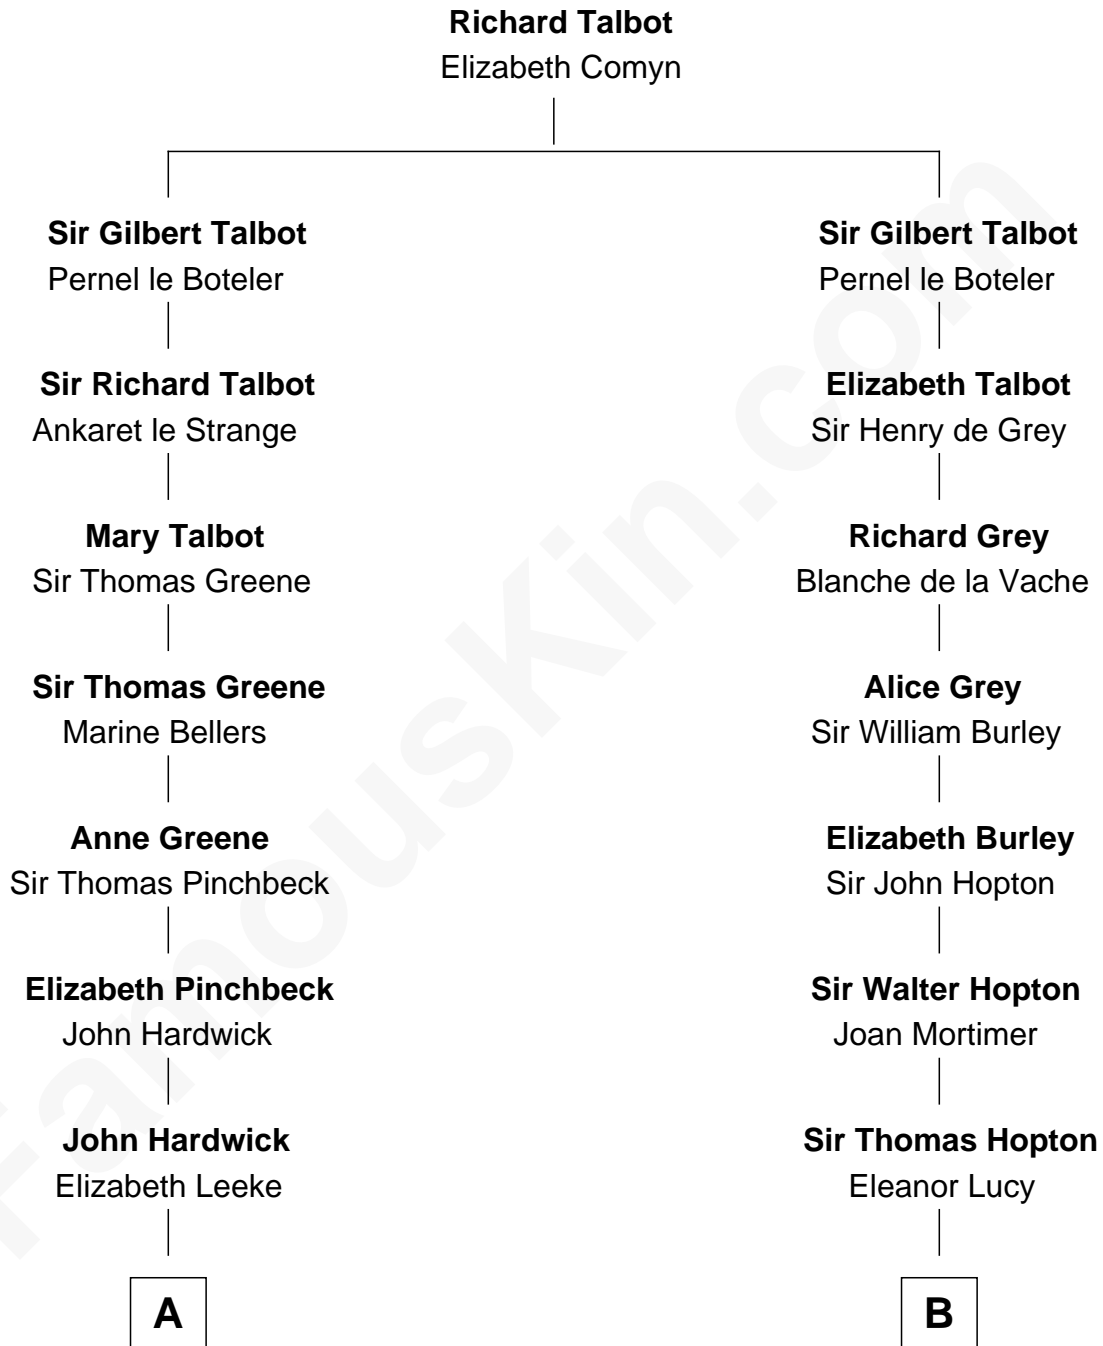 Richard Talbot
Elizabeth Comyn
Sir Gilbert Talbot
Pernel le Boteler
Sir Gilbert Talbot
Pernel le Boteler
Sir Richard Talbot
Ankaret le Strange
Elizabeth Talbot
Sir Henry de Grey
Mary Talbot
Sir Thomas Greene
Richard Grey
Blanche de la Vache
Sir Thomas Greene
Marine Bellers
Alice Grey
Sir William Burley
Anne Greene
Sir Thomas Pinchbeck
Elizabeth Burley
Sir John Hopton
Elizabeth Pinchbeck
John Hardwick
Sir Walter Hopton
Joan Mortimer
John Hardwick
Elizabeth Leeke
Sir Thomas Hopton
Eleanor Lucy
A
B
FamousKin.com